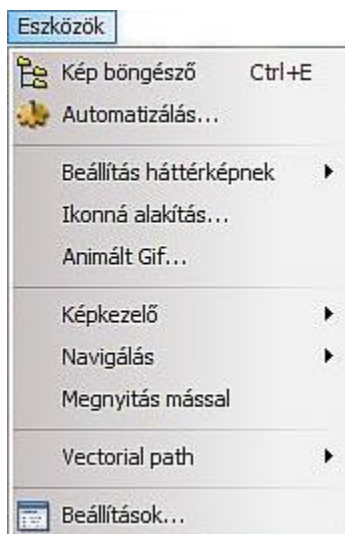 Eszközök
Kép böngésző Ctrl+E
Automatizálás...
Beállítás háttérképnek
Ikonná alakítás...
Animált Gif...
Képkezelő
Navigálás
Megnyitás mással
Vectorial path
Beállítások...